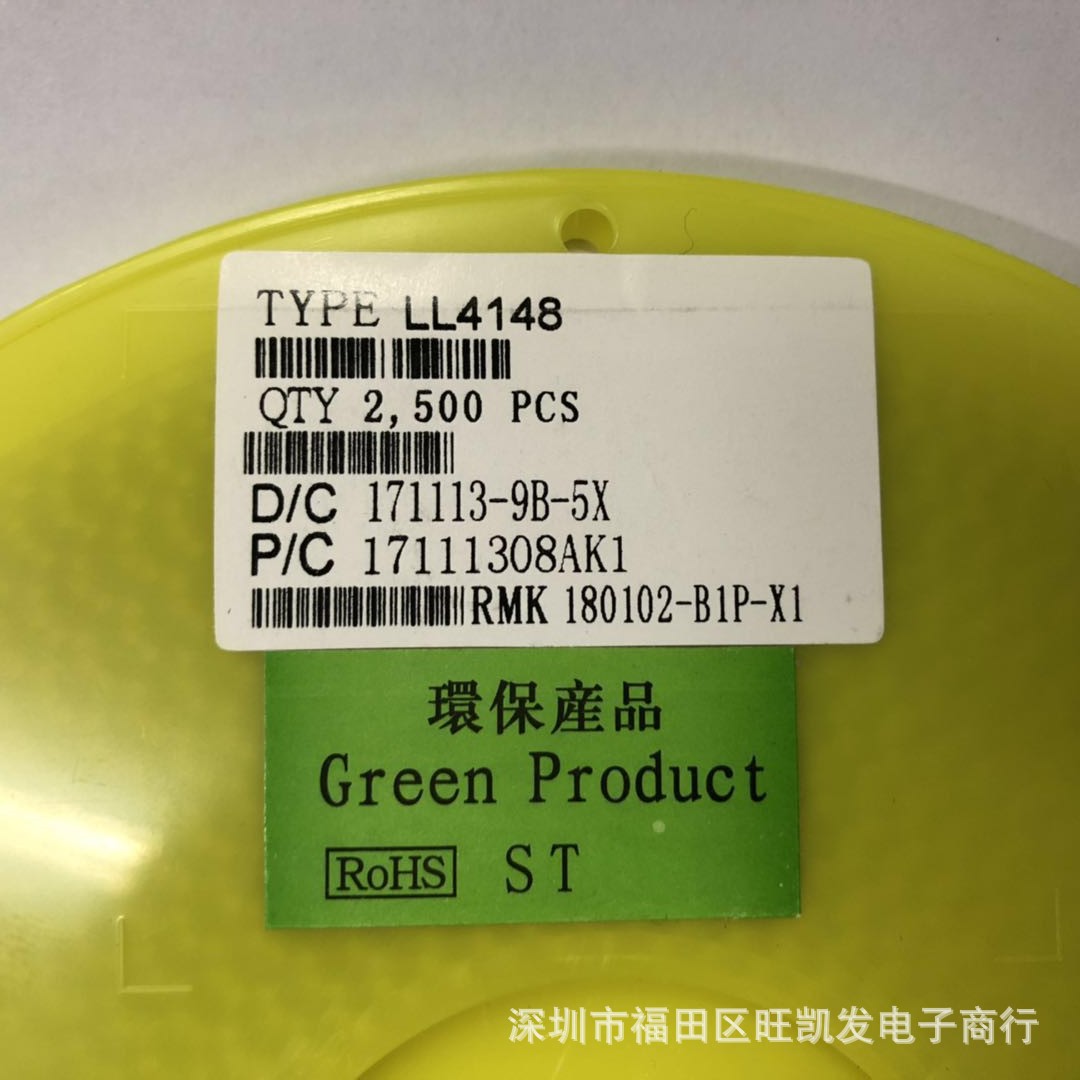 TYPE LL4148
QTY 2,500 PCS
D/C 171113-9B-5X
P/C 17111308AK1
RMK 180102-B1P-X1
環保産品
Green Product
RoHS ST
深圳市福田区旺凯发电子商行